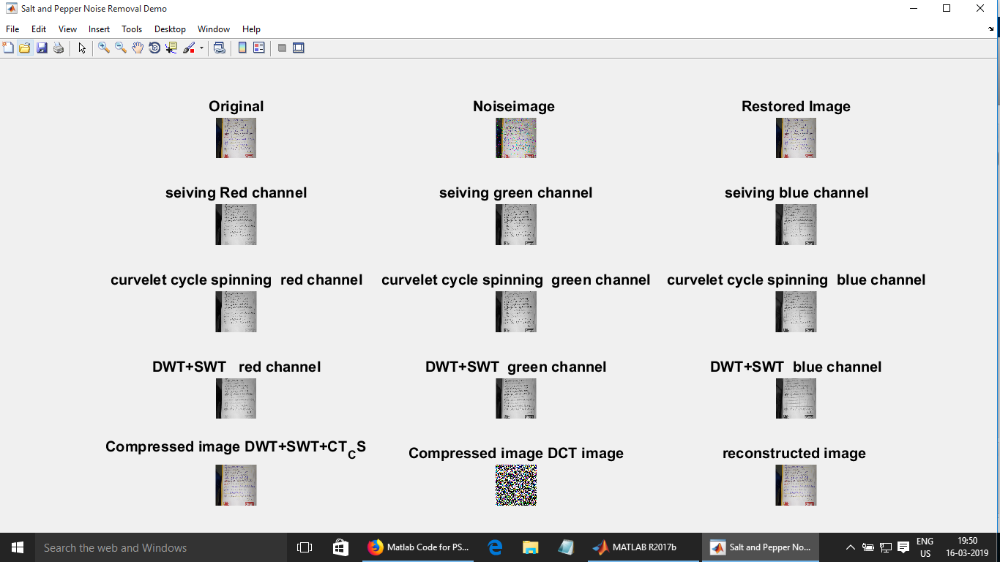 Salt and Pepper Noise Removal Demo
File Edit View Insert Tools Desktop Window Help
Original Noiseimage Restored Image
seiving Red channel seiving green channel seiving blue channel
curvelet cycle spinning  red channel curvelet cycle spinning  green channel curvelet cycle spinning  blue channel
DWT+SWT   red channel DWT+SWT  green channel DWT+SWT  blue channel
Compressed image DWT+SWT+CTCS Compressed image DCT image reconstructed image
Search the web and Windows Matlab Code for PS... MATLAB R2017b Salt and Pepper No... ENG 19:50
US 16-03-2019